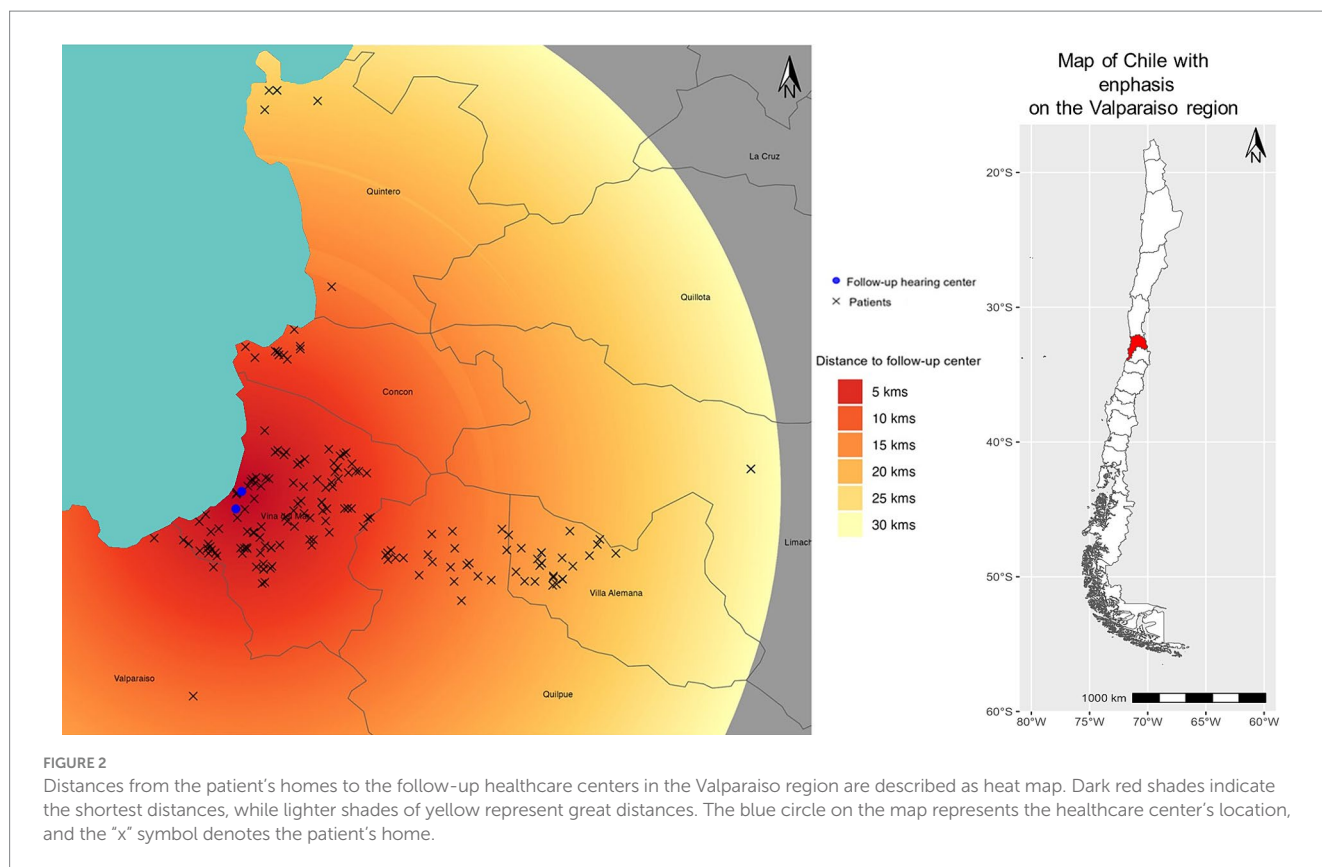 N
La Cruz
Quintero
Quillota
Concon
Vina del Mar
Limach
Villa Alemana
Valparaiso
Quilpue
Follow-up hearing center
Patients
Distance to follow-up center
5 kms
10 kms
15 kms
20 kms
25 kms
30 kms
Map of Chile with
enphasis
on the Valparaiso region
N
20°S
30°S
40°S
50°S
60°S
1000 km
80°W 75°W 70°W 65°W 60°W
FIGURE 2
Distances from the patient's homes to the follow-up healthcare centers in the Valparaiso region are described as heat map. Dark red shades indicate
the shortest distances, while lighter shades of yellow represent great distances. The blue circle on the map represents the healthcare center's location,
and the "x" symbol denotes the patient's home.